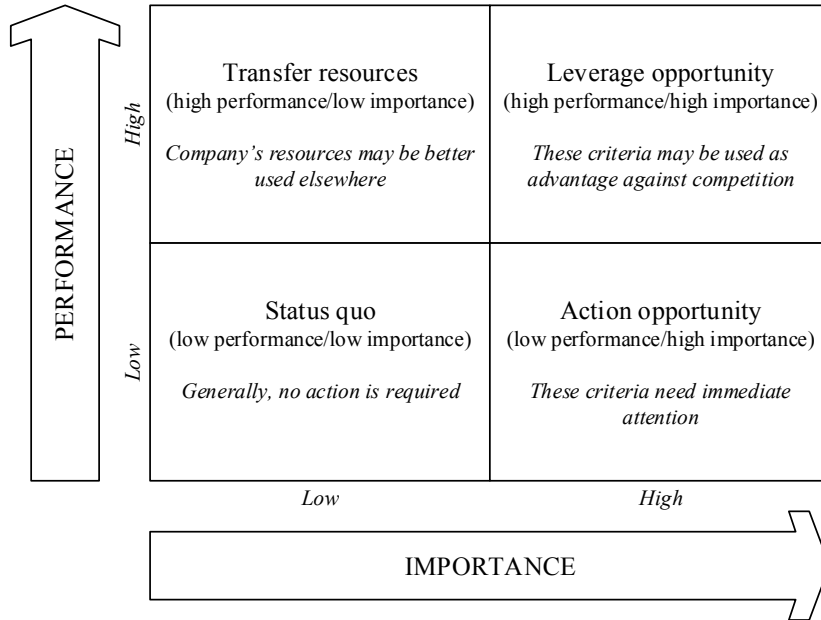 Transfer resources
(high performance/low importance)
Company's resources may be better
used elsewhere
Leverage opportunity
(high performance/high importance)
These criteria may be used as
advantage against competition
High
PERFORMANCE
Status quo
(low performance/low importance)
Generally, no action is required
Action opportunity
(low performance/high importance)
These criteria need immediate
attention
Low
Low
High
IMPORTANCE